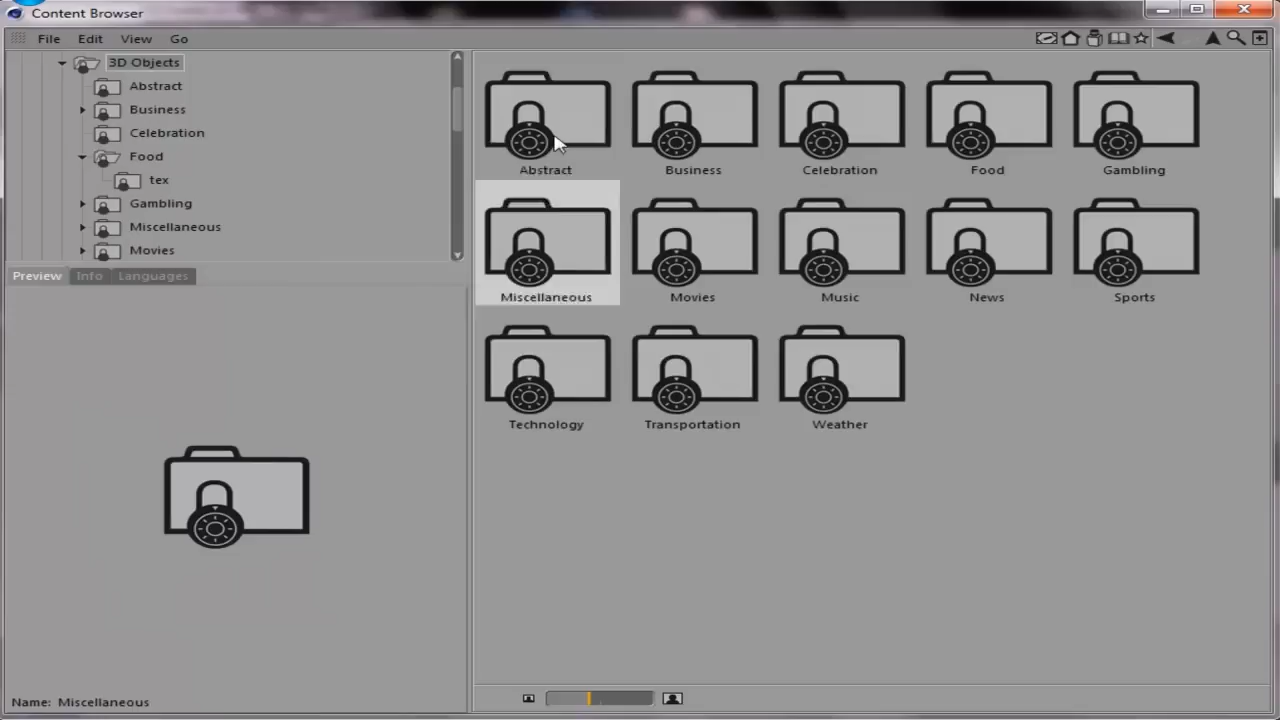 Content Browser
File Edit View Go
3D Objects
Abstract
Business
Celebration
Food
tex
Gambling
Miscellaneous
Movies
Preview Info Languages
Name: Miscellaneous
Abstract Business Celebration Food Gambling
Miscellaneous Movies Music News Sports
Technology Transportation Weather